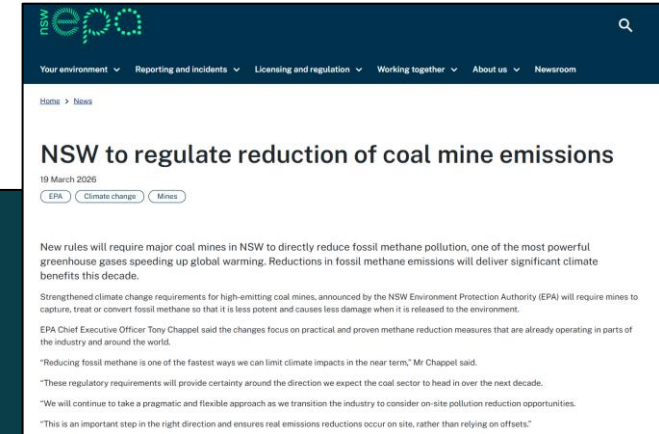 nsw epa
Your environment Reporting and incidents Licensing and regulation Working together About us Newsroom
Home > News
NSW to regulate reduction of coal mine emissions
19 March 2026
EPA Climate change Mines
New rules will require major coal mines in NSW to directly reduce fossil methane pollution, one of the most powerful
greenhouse gases speeding up global warming. Reductions in fossil methane emissions will deliver significant climate
benefits this decade.
Strengthened climate change requirements for high-emitting coal mines, announced by the NSW Environment Protection Authority (EPA) will require mines to
capture, treat or convert fossil methane so that it is less potent and causes less damage when it is released to the environment.
EPA Chief Executive Officer Tony Chappel said the changes focus on practical and proven methane reduction measures that are already operating in parts of
the industry and around the world.
“Reducing fossil methane is one of the fastest ways we can limit climate impacts in the near term,” Mr Chappel said.
“These regulatory requirements will provide certainty around the direction we expect the coal sector to head in over the next decade.
“We will continue to take a pragmatic and flexible approach as we transition the industry to consider on-site pollution reduction opportunities.
“This is an important step in the right direction and ensures real emissions reductions occur on site, rather than relying on offsets.”